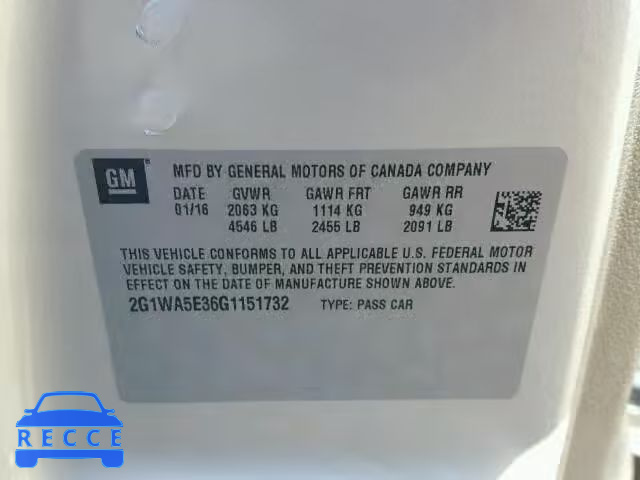 GM
MFD BY GENERAL MOTORS OF CANADA COMPANY
DATE GVWR GAWR FRT GAWR RR
01/16 2063 KG 1114 KG 949 KG
4546 LB 2455 LB 2091 LB
THIS VEHICLE CONFORMS TO ALL APPLICABLE U.S. FEDERAL MOTOR
VEHICLE SAFETY, BUMPER, AND THEFT PREVENTION STANDARDS IN
EFFECT ON THE DATE OF MANUFACTURE SHOWN ABOVE.
2G1WA5E36G1151732 TYPE: PASS CAR
RECCE